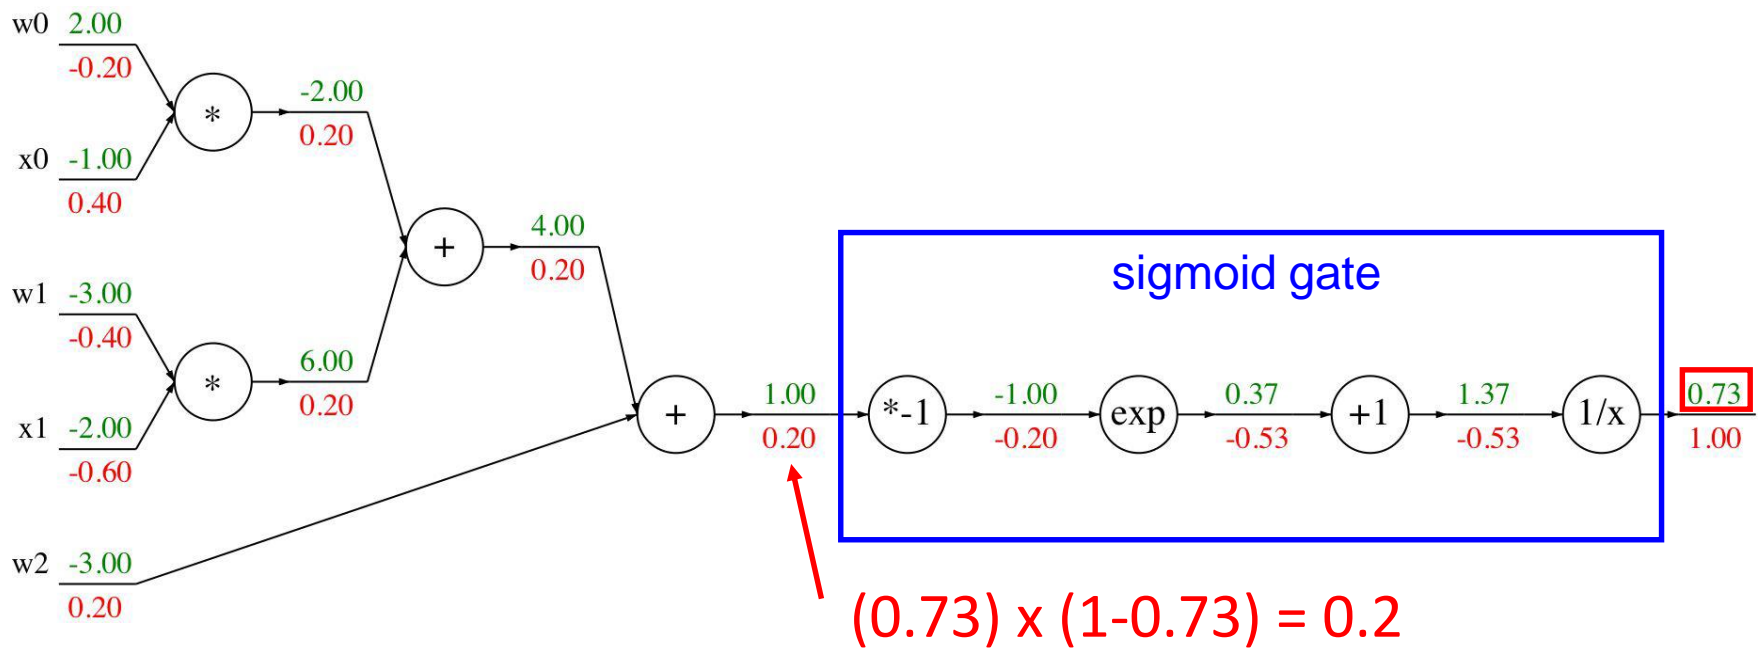 w0 2.00
-0.20
* -2.00
0.20
x0 -1.00
0.40
+ 4.00
0.20
sigmoid gate
w1 -3.00
-0.40
* 6.00
0.20
x1 -2.00
-0.60
+ 1.00 *-1 -1.00 exp 0.37 +1 1.37 1/x 0.73
0.20 -0.20 -0.53 -0.53 1.00
w2 -3.00
0.20
(0.73) x (1-0.73) = 0.2